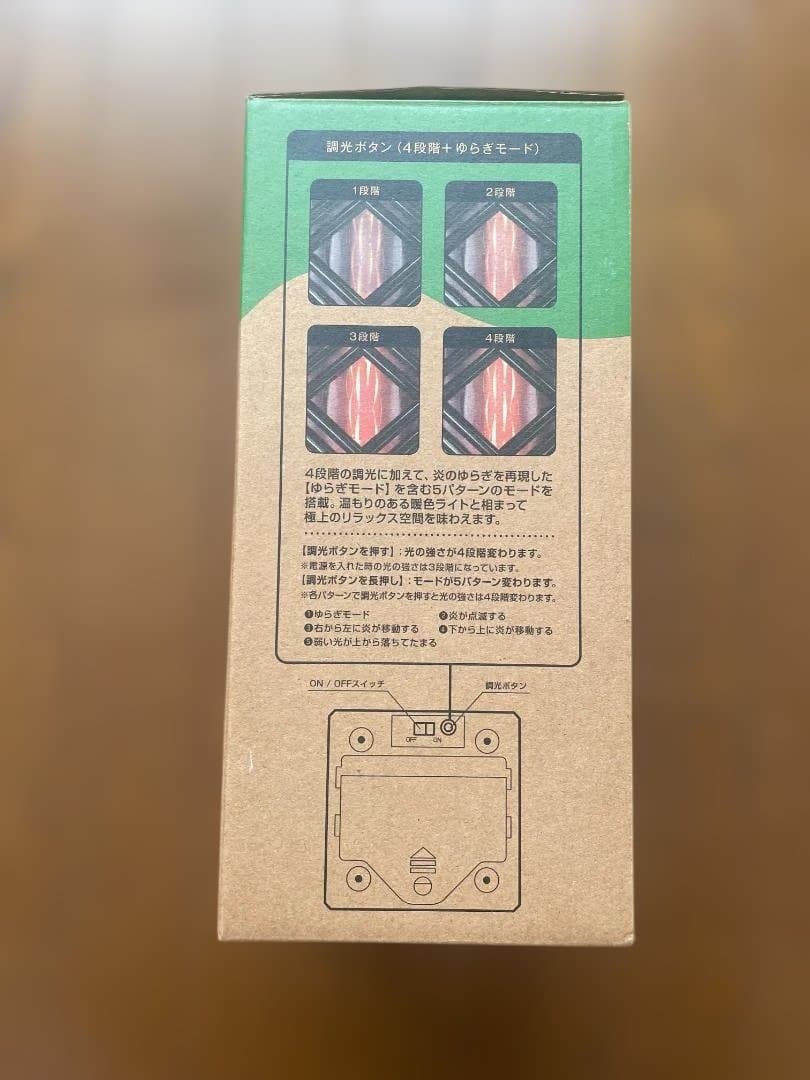 調光ボタン(4段階+ゆらぎモード)
1段階
2段階
3段階
4段階
4段階の調光に加えて、炎のゆらぎを再現した
【ゆらぎモード】を含む5パターンのモードを
搭載。温もりのある暖色ライトと相まって
極上のリラックス空間を味わえます。
【調光ボタンを押す】:光の強さが4段階変わります。
※電源を入れた時の光の強さは3段階になっています。
【調光ボタンを長押し】:モードが5パターン変わります。
※各パターンで調光ボタンを押すと光の強さは4段階変わります。
❶ゆらぎモード ❷炎が点滅する
❸右から左に炎が移動する ❹下から上に炎が移動する
❺弱い光が上から落ちてたまる
ON / OFFスイッチ 調光ボタン
OFF ON